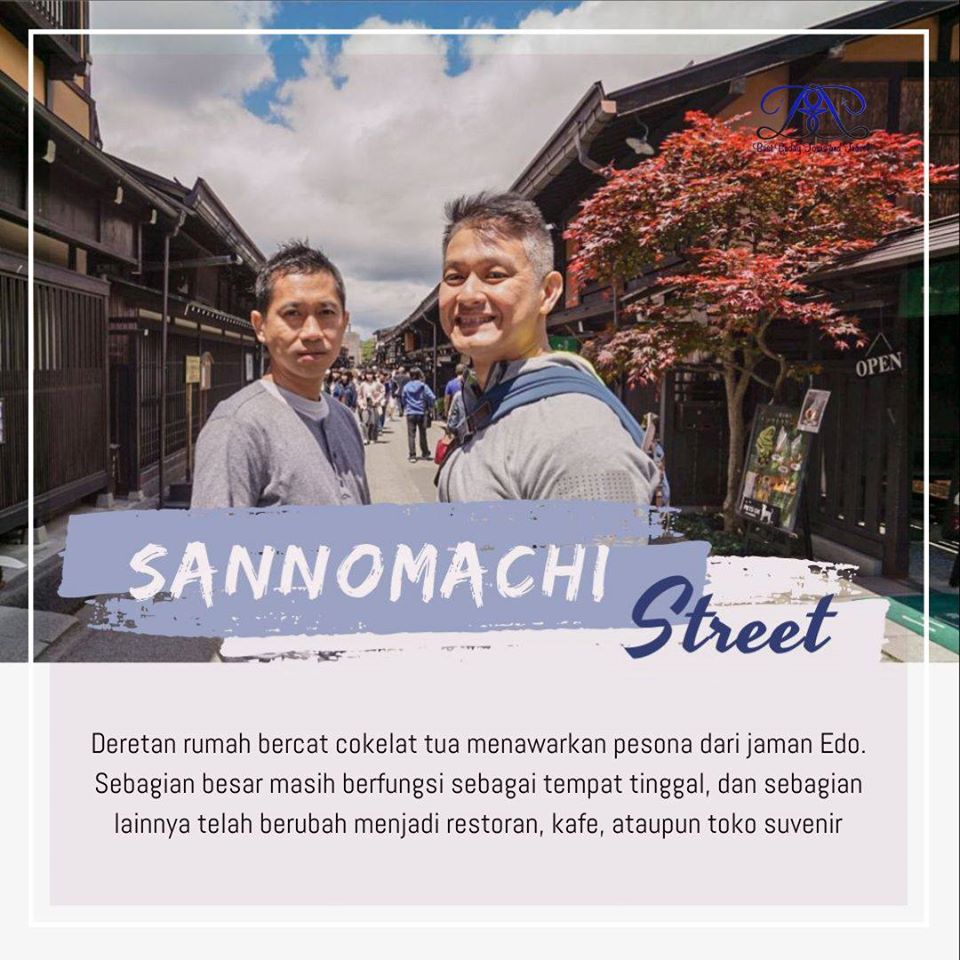 OPEN
SANNOMACHI
Street
Deretan rumah bercat cokelat tua menawarkan pesona dari jaman Edo.
Sebagian besar masih berfungsi sebagai tempat tinggal, dan sebagian
lainnya telah berubah menjadi restoran, kafe, ataupun toko suvenir